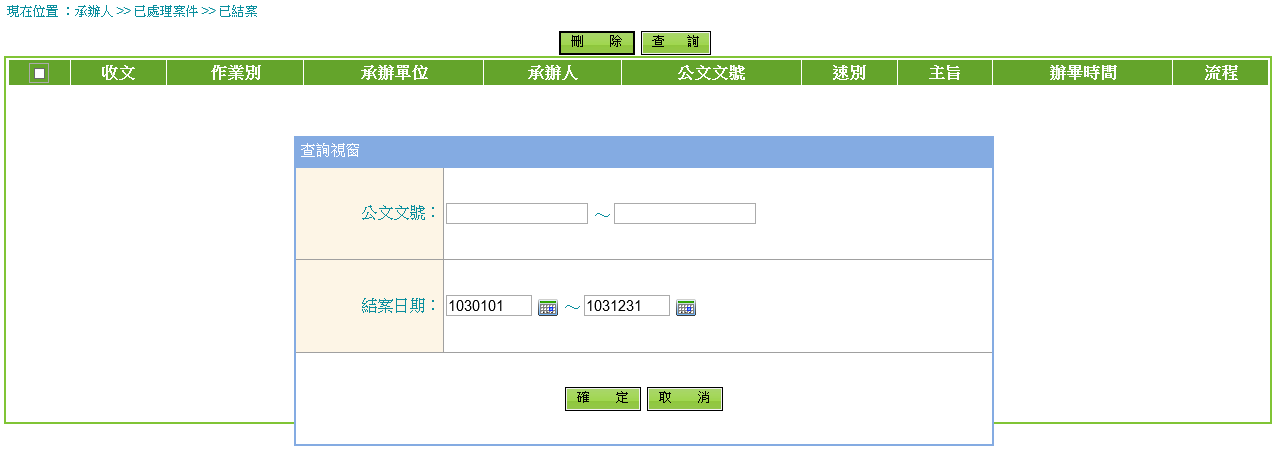 現在位置：承辦人 >> 已處理案件 >> 已結案
刪 除 查 詢
收文 作業別 承辦單位 承辦人 公文文號 速別 主旨 辦畢時間 流程
查詢視窗
公文文號： ～
結案日期： 1030101 ～ 1031231
確 定 取 消